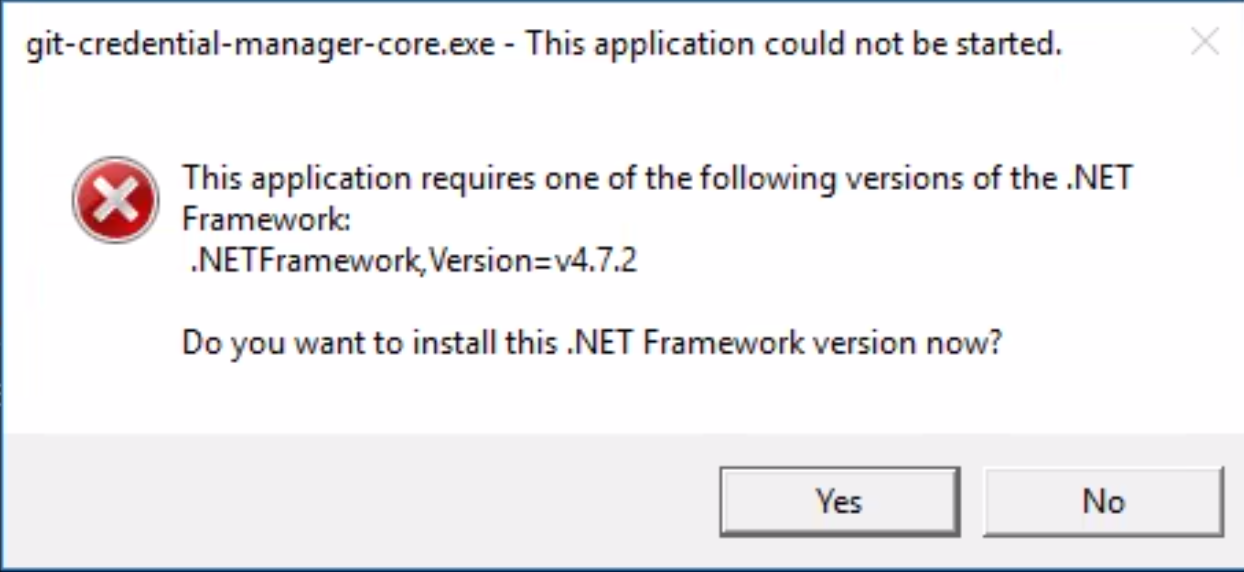 git-credential-manager-core.exe - This application could not be started.
This application requires one of the following versions of the .NET
Framework:
.NETFramework,Version=v4.7.2
Do you want to install this .NET Framework version now?
Yes No